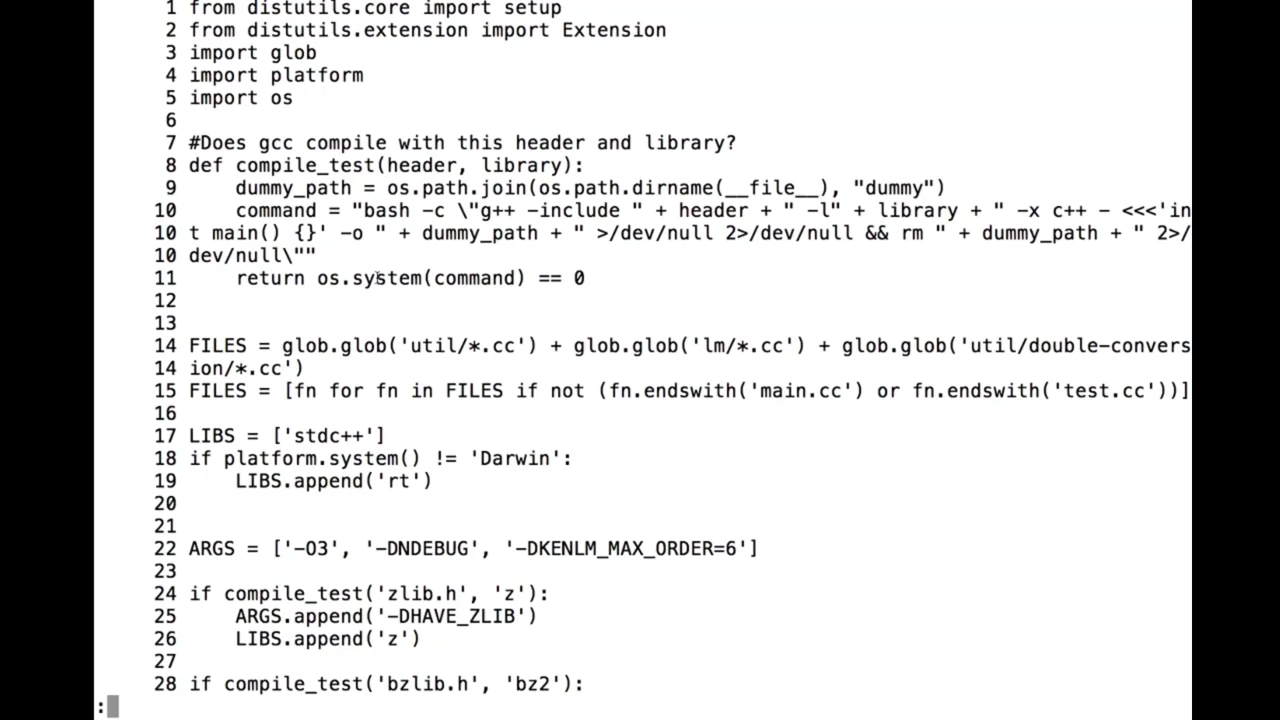 1 from distutils.core import setup
2 from distutils.extension import Extension
3 import glob
4 import platform
5 import os
6
7 #Does gcc compile with this header and library?
8 def compile_test(header, library):
9     dummy_path = os.path.join(os.path.dirname(__file__), "dummy")
10     command = "bash -c \"g++ -include " + header + " -l" + library + " -x c++ - <<<'in
10 t main() {}' -o " + dummy_path + " >/dev/null 2>/dev/null && rm " + dummy_path + " 2>/
10 dev/null\""
11     return os.system(command) == 0
12
13
14 FILES = glob.glob('util/*.cc') + glob.glob('lm/*.cc') + glob.glob('util/double-convers
14 ion/*.cc')
15 FILES = [fn for fn in FILES if not (fn.endswith('main.cc') or fn.endswith('test.cc'))]
16
17 LIBS = ['stdc++']
18 if platform.system() != 'Darwin':
19     LIBS.append('rt')
20
21
22 ARGS = ['-O3', '-DNDEBUG', '-DKENLM_MAX_ORDER=6']
23
24 if compile_test('zlib.h', 'z'):
25     ARGS.append('-DHAVE_ZLIB')
26     LIBS.append('z')
27
28 if compile_test('bzlib.h', 'bz2'):
: